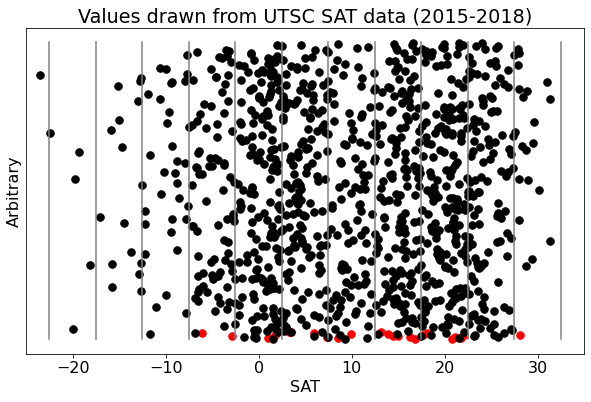 Values drawn from UTSC SAT data (2015-2018)
Arbitrary
−20 −10 0 10 20 30
SAT